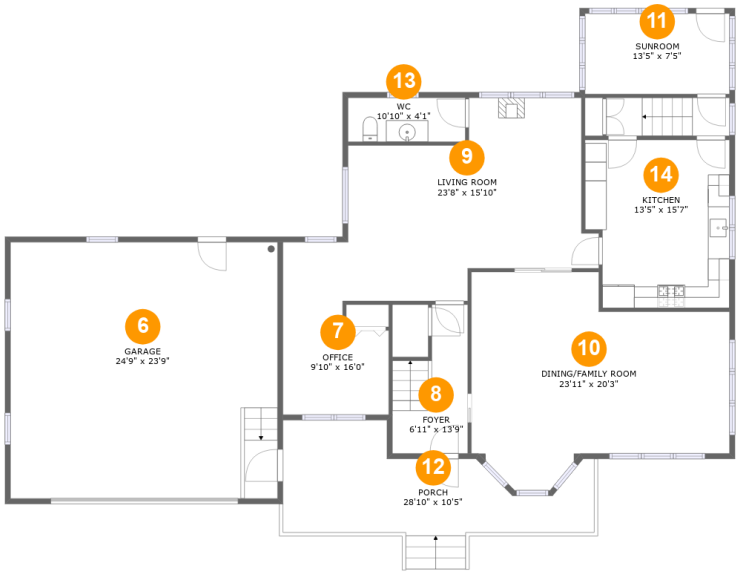 11
SUNROOM
13'5" x 7'5"
13
WC
10'10" x 4'1"
9
LIVING ROOM
23'8" x 15'10"
14
KITCHEN
13'5" x 15'7"
6
GARAGE
24'9" x 23'9"
7
OFFICE
9'10" x 16'0"
10
DINING/FAMILY ROOM
23'11" x 20'3"
8
FOYER
6'11" x 13'9"
12
PORCH
28'10" x 10'5"